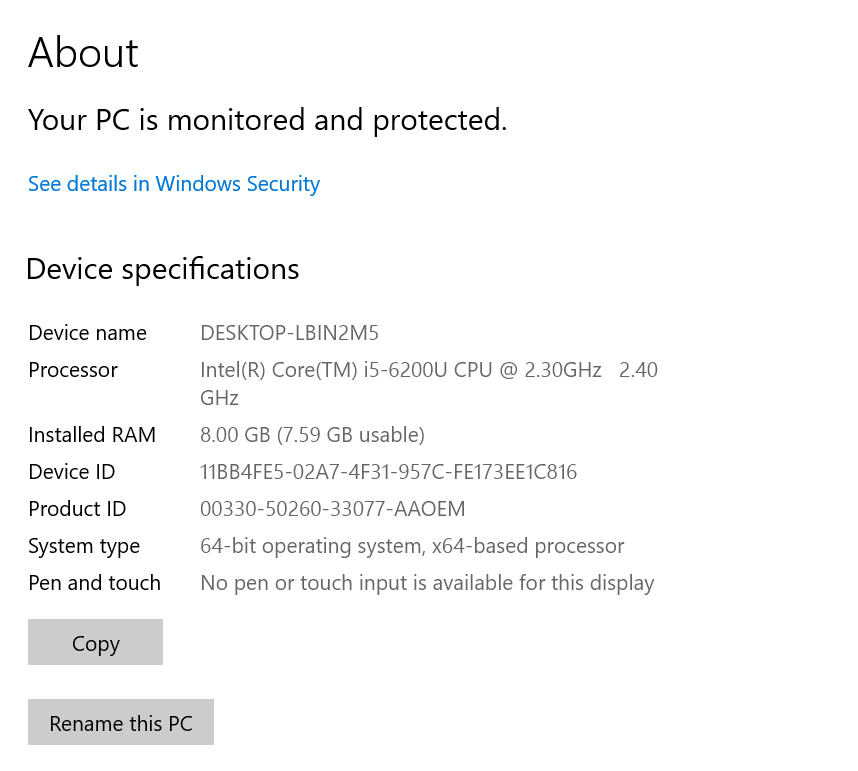 About
Your PC is monitored and protected.
See details in Windows Security
Device specifications
Device name DESKTOP-LBIN2M5
Processor Intel(R) Core(TM) i5-6200U CPU @ 2.30GHz 2.40
GHz
Installed RAM 8.00 GB (7.59 GB usable)
Device ID 11BB4FE5-02A7-4F31-957C-FE173EE1C816
Product ID 00330-50260-33077-AAOEM
System type 64-bit operating system, x64-based processor
Pen and touch No pen or touch input is available for this display
Copy
Rename this PC